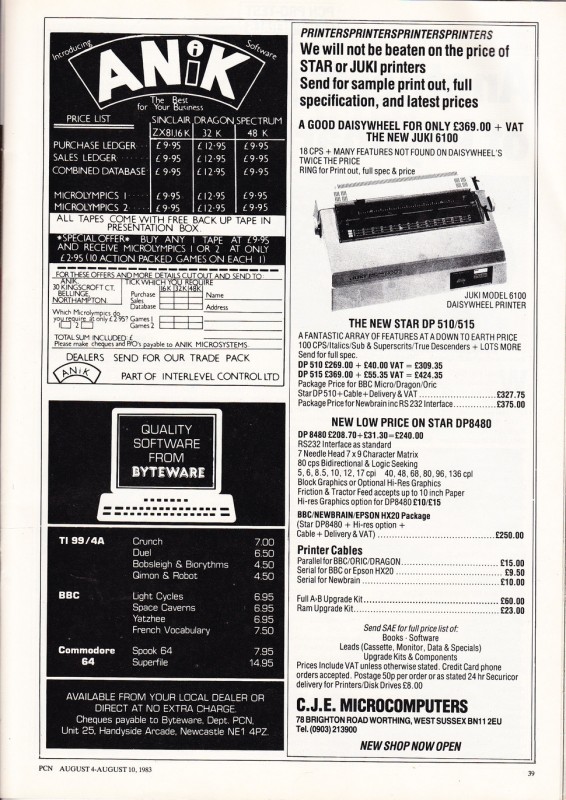 Introducing
ANiK
Software
The Best
for Your Business
PRICE LIST
SINCLAIR DRAGON SPECTRUM
ZX81.16K 32 K 48 K
PURCHASE LEDGER £9·95 £12·95 £9·95
SALES LEDGER £9·95 £12·95 £9·95
COMBINED DATABASE £9·95 £12·95 £9·95
MICROLYMPICS 1 £9·95 £12·95 £9·95
MICROLYMPICS 2 £9·95 £12·95 £9·95
ALL TAPES COME WITH FREE BACK UP TAPE IN
PRESENTATION BOX.
*SPECIAL OFFER* BUY ANY 1 TAPE AT £9·95
AND RECEIVE MICROLYMPICS 1 OR 2 AT ONLY
£2·95 (10 ACTION PACKED GAMES ON EACH 1)
FOR THESE OFFERS AND MORE DETAILS CUT OUT AND SEND TO
ANIK,
30 KINGSCROFT CT,
BELLINGE,
NORTHAMPTON.
TICK WHICH YOU REQUIRE
16K 32K 48K
Purchase
Sales
Database
Name
Address
Which Microlympics do
you require at only £2.95? Games 1
1 2 Games 2
TOTAL SUM INCLUDED: £
Please make cheques and P.O's payable to ANIK MICROSYSTEMS
DEALERS SEND FOR OUR TRADE PACK
ANiK
PART OF INTERLEVEL CONTROL LTD
QUALITY
SOFTWARE
FROM
BYTEWARE
TI 99/4A Crunch 7.00
Duel 6.50
Bobsleigh & Biorythms 4.50
Qimon & Robot 4.50
BBC Light Cycles 6.95
Space Caverns 6.95
Yatzhee 6.95
French Vocabulary 7.50
Commodore Spook 64 7.95
64 Superfile 14.95
AVAILABLE FROM YOUR LOCAL DEALER OR
DIRECT AT NO EXTRA CHARGE.
Cheques payable to Byteware, Dept. PCN,
Unit 25, Handyside Arcade, Newcastle NE1 4PZ.
PRINTERSPRINTERSPRINTERSPRINTERS
We will not be beaten on the price of
STAR or JUKI printers
Send for sample print out, full
specification, and latest prices
A GOOD DAISYWHEEL FOR ONLY £369.00 + VAT
THE NEW JUKI 6100
18 CPS + MANY FEATURES NOT FOUND ON DAISYWHEEL'S
TWICE THE PRICE
RING for Print out, full spec & price
JUKI MODEL 6100
DAISYWHEEL PRINTER
THE NEW STAR DP 510/515
A FANTASTIC ARRAY OF FEATURES AT A DOWN TO EARTH PRICE
100 CPS/Italics/Sub & Superscrits/True Descenders + LOTS MORE
Send for full spec.
DP 510 £269.00 + £40.00 VAT = £309.35
DP 515 £369.00 + £55.35 VAT = £424.35
Package Price for BBC Micro/Dragon/Oric
Star DP510+Cable+Delivery & VAT £327.75
Package Price for Newbrain inc RS 232 Interface £375.00
NEW LOW PRICE ON STAR DP8480
DP 8480 £208.70+£31.30=£240.00
RS232 Interface as standard
7 Needle Head 7 x 9 Character Matrix
80 cps Bidirectional & Logic Seeking
5, 6, 8.5, 10, 12, 17 cpi 40, 48, 68, 80, 96, 136 cpl
Block Graphics or Optional Hi-Res Graphics
Friction & Tractor Feed accepts up to 10 inch Paper
Hi-res Graphics option for DP8480 £10/£15
BBC/NEWBRAIN/EPSON HX20 Package
(Star DP8480 + Hi-res option +
Cable + Delivery & VAT) £250.00
Printer Cables
Parallel for BBC/ORIC/DRAGON £15.00
Serial for BBC or Epson HX20 £9.50
Serial for Newbrain £10.00
Full A-B Upgrade Kit £60.00
Ram Upgrade Kit £23.00
Send SAE for full price list of:
Books · Software
Leads (Cassette, Monitor, Data & Specials)
Upgrade Kits & Components
Prices Include VAT unless otherwise stated. Credit Card phone
orders accepted. Postage 50p per order or as stated 24 hr Securicor
delivery for Printers/Disk Drives £8.00
C.J.E. MICROCOMPUTERS
78 BRIGHTON ROAD WORTHING, WEST SUSSEX BN11 2EU
Tel. (0903) 213900
NEW SHOP NOW OPEN
PCN AUGUST 4-AUGUST 10, 1983
39